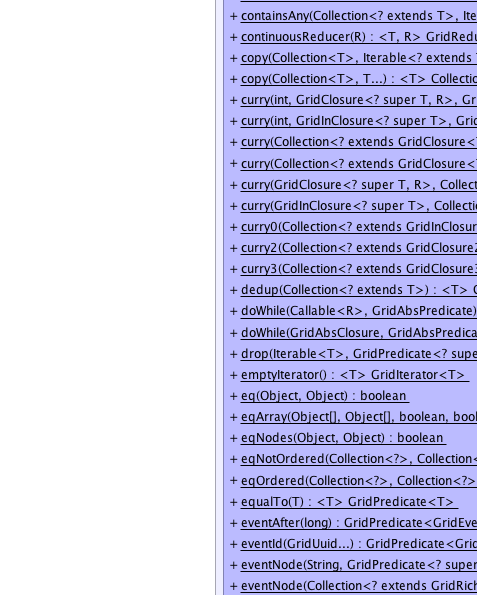 + containsAny(Collection<? extends T>, Ite
+ continuousReducer(R) : <T, R> GridRedu
+ copy(Collection<T>, Iterable<? extends
+ copy(Collection<T>, T...) : <T> Collectio
+ curry(int, GridClosure<? super T, R>, Gr
+ curry(int, GridInClosure<? super T>, Grid
+ curry(Collection<? extends GridClosure<
+ curry(Collection<? extends GridClosure<
+ curry(GridClosure<? super T, R>, Collect
+ curry(GridInClosure<? super T>, Collecti
+ curry0(Collection<? extends GridInClosur
+ curry2(Collection<? extends GridClosure2
+ curry3(Collection<? extends GridClosure3
+ dedup(Collection<? extends T>) : <T> C
+ doWhile(Callable<R>, GridAbsPredicate)
+ doWhile(GridAbsClosure, GridAbsPredica
+ drop(Iterable<T>, GridPredicate<? supe
+ emptyIterator() : <T> GridIterator<T>
+ eq(Object, Object) : boolean
+ eqArray(Object[], Object[], boolean, bool
+ eqNodes(Object, Object) : boolean
+ eqNotOrdered(Collection<?>, Collection<
+ eqOrdered(Collection<?>, Collection<?>
+ equalTo(T) : <T> GridPredicate<T>
+ eventAfter(long) : GridPredicate<GridEve
+ eventId(GridUuid...) : GridPredicate<Grid
+ eventNode(String, GridPredicate<? super
+ eventNode(Collection<? extends GridRich